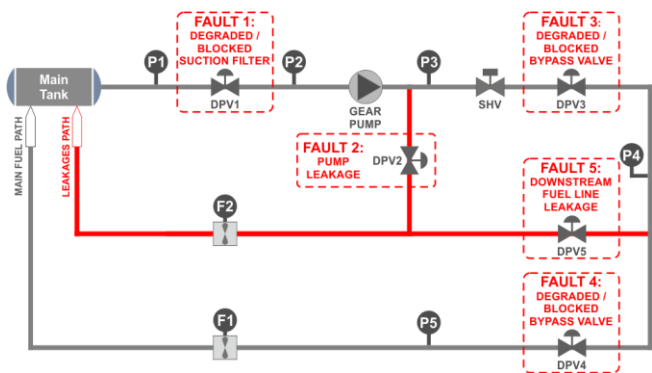 FAULT 1:
DEGRADED /
BLOCKED
SUCTION FILTER
DPV1
FAULT 3:
DEGRADED /
BLOCKED
BYPASS VALVE
DPV3
P1
P2
P3
Main
Tank
GEAR
PUMP
SHV
MAIN FUEL PATH
LEAKAGES PATH
FAULT 2:
PUMP
LEAKAGE
DPV2
P4
FAULT 5:
DOWNSTREAM
FUEL LINE
LEAKAGE
DPV5
F2
FAULT 4:
DEGRADED /
BLOCKED
BYPASS VALVE
DPV4
F1
P5